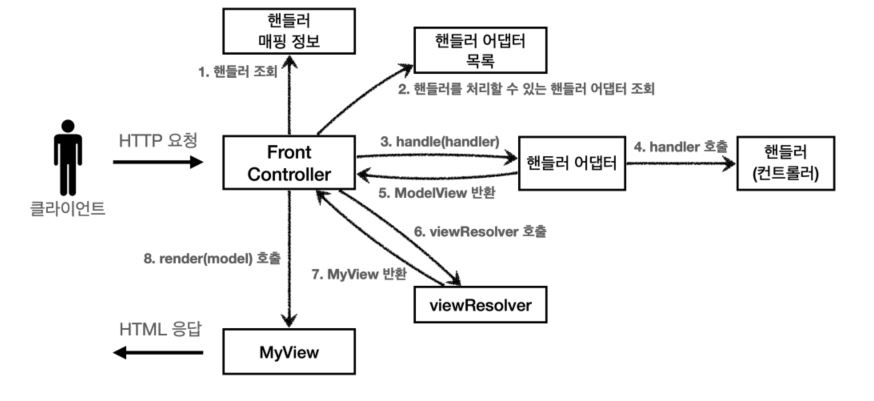 핸들러
매핑 정보
핸들러 어댑터
목록
1. 핸들러 조회
2. 핸들러를 처리할 수 있는 핸들러 어댑터 조회
HTTP 요청
Front
Controller
3. handle(handler)
핸들러 어댑터
4. handler 호출
핸들러
(컨트롤러)
5. ModelView 반환
클라이언트
6. viewResolver 호출
8. render(model) 호출
7. MyView 반환
viewResolver
HTML 응답
MyView